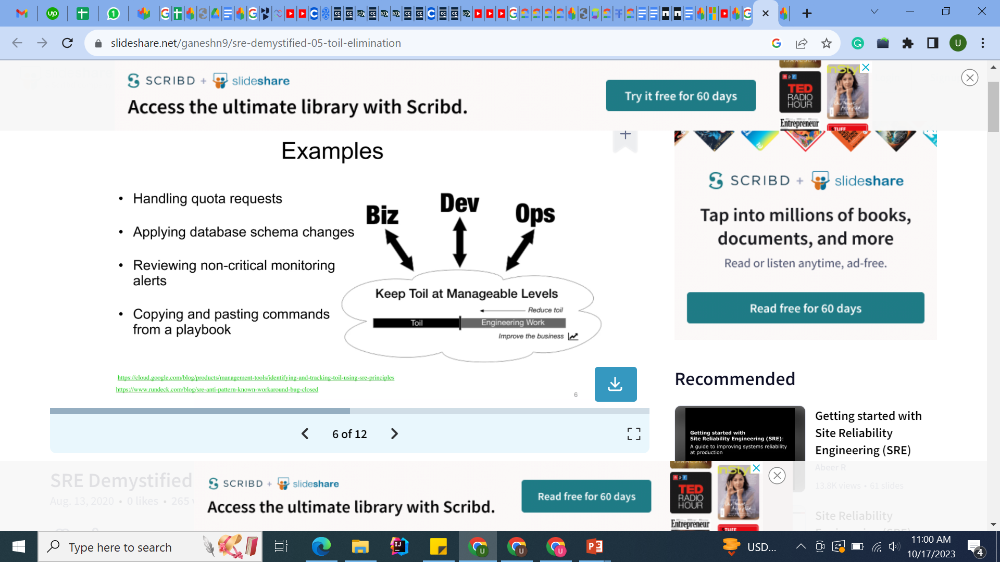 slideshare.net/ganeshn9/sre-demystified-05-toil-elimination
U
SCRIBD + slideshare
Access the ultimate library with Scribd.
Try it free for 60 days
TED
RADIO
HOUR
InStyl
Entrepreneur
Examples
• Handling quota requests
• Applying database schema changes
• Reviewing non-critical monitoring
alerts
• Copying and pasting commands
from a playbook
Biz
Dev
Ops
Keep Toil at Manageable Levels
Reduce toil
Toil
Engineering Work
Improve the business
https://cloud.google.com/blog/products/management-tools/identifying-and-tracking-toil-using-sre-principles
https://www.rundeck.com/blog/sre-anti-pattern-known-workaround-bug-closed
6
6 of 12
SCRIBD + slideshare
Tap into millions of books,
documents, and more
Read or listen anytime, ad-free.
Read free for 60 days
Recommended
Getting started with
Site Reliability Engineering (SRE):
A guide to improving systems reliability
at production
Getting started with
Site Reliability
Engineering (SRE)
Abeer R
13.8K views • 61 slides
Site Reliability
SRE Demystified
Aug. 13, 2020 • 0 likes • 265 v
SCRIBD + slideshare
Access the ultimate library with Scribd.
Read free for 60 days
TED
RADIO
HOUR
InStyl
Entrepreneur
Type here to search
USD...
11:00 AM
10/17/2023
4